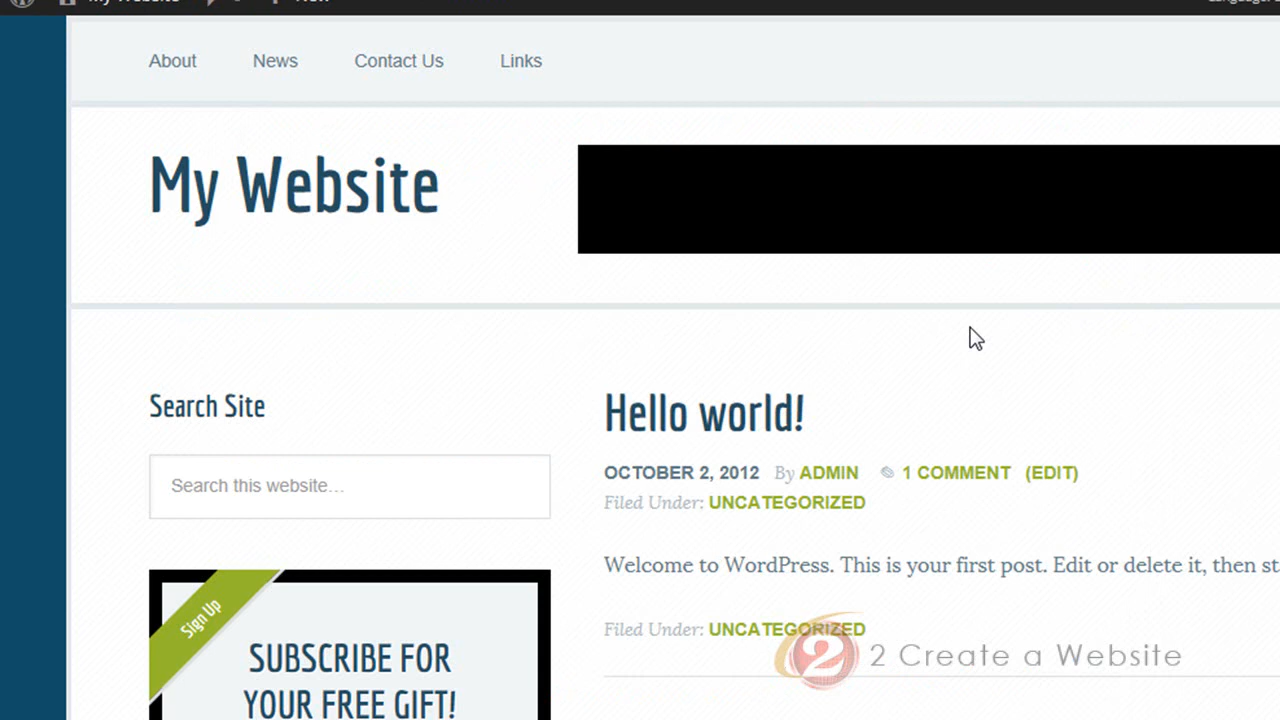 About News Contact Us Links
My Website
Search Site
Search this website...
Sign Up
SUBSCRIBE FOR
YOUR FREE GIFT!
Hello world!
OCTOBER 2, 2012 By ADMIN 1 COMMENT (EDIT)
Filed Under: UNCATEGORIZED
Welcome to WordPress. This is your first post. Edit or delete it, then
Filed Under: UNCATEGORIZED
2 2 Create a Website